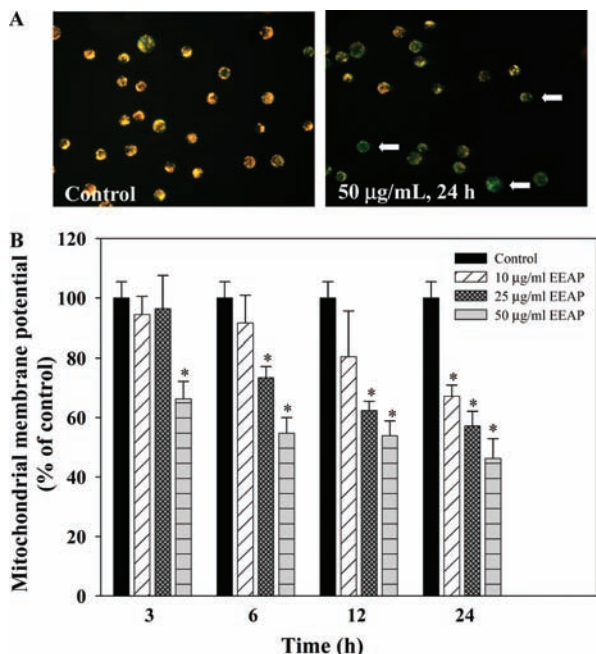 A
Control
50 µg/mL, 24 h
B
Mitochondrial membrane potential
(% of control)
120
100
80
60
40
20
0
Control
10 µg/ml EEAP
25 µg/ml EEAP
50 µg/ml EEAP
*
*
*
*
*
*
*
*
3 6 12 24
Time (h)